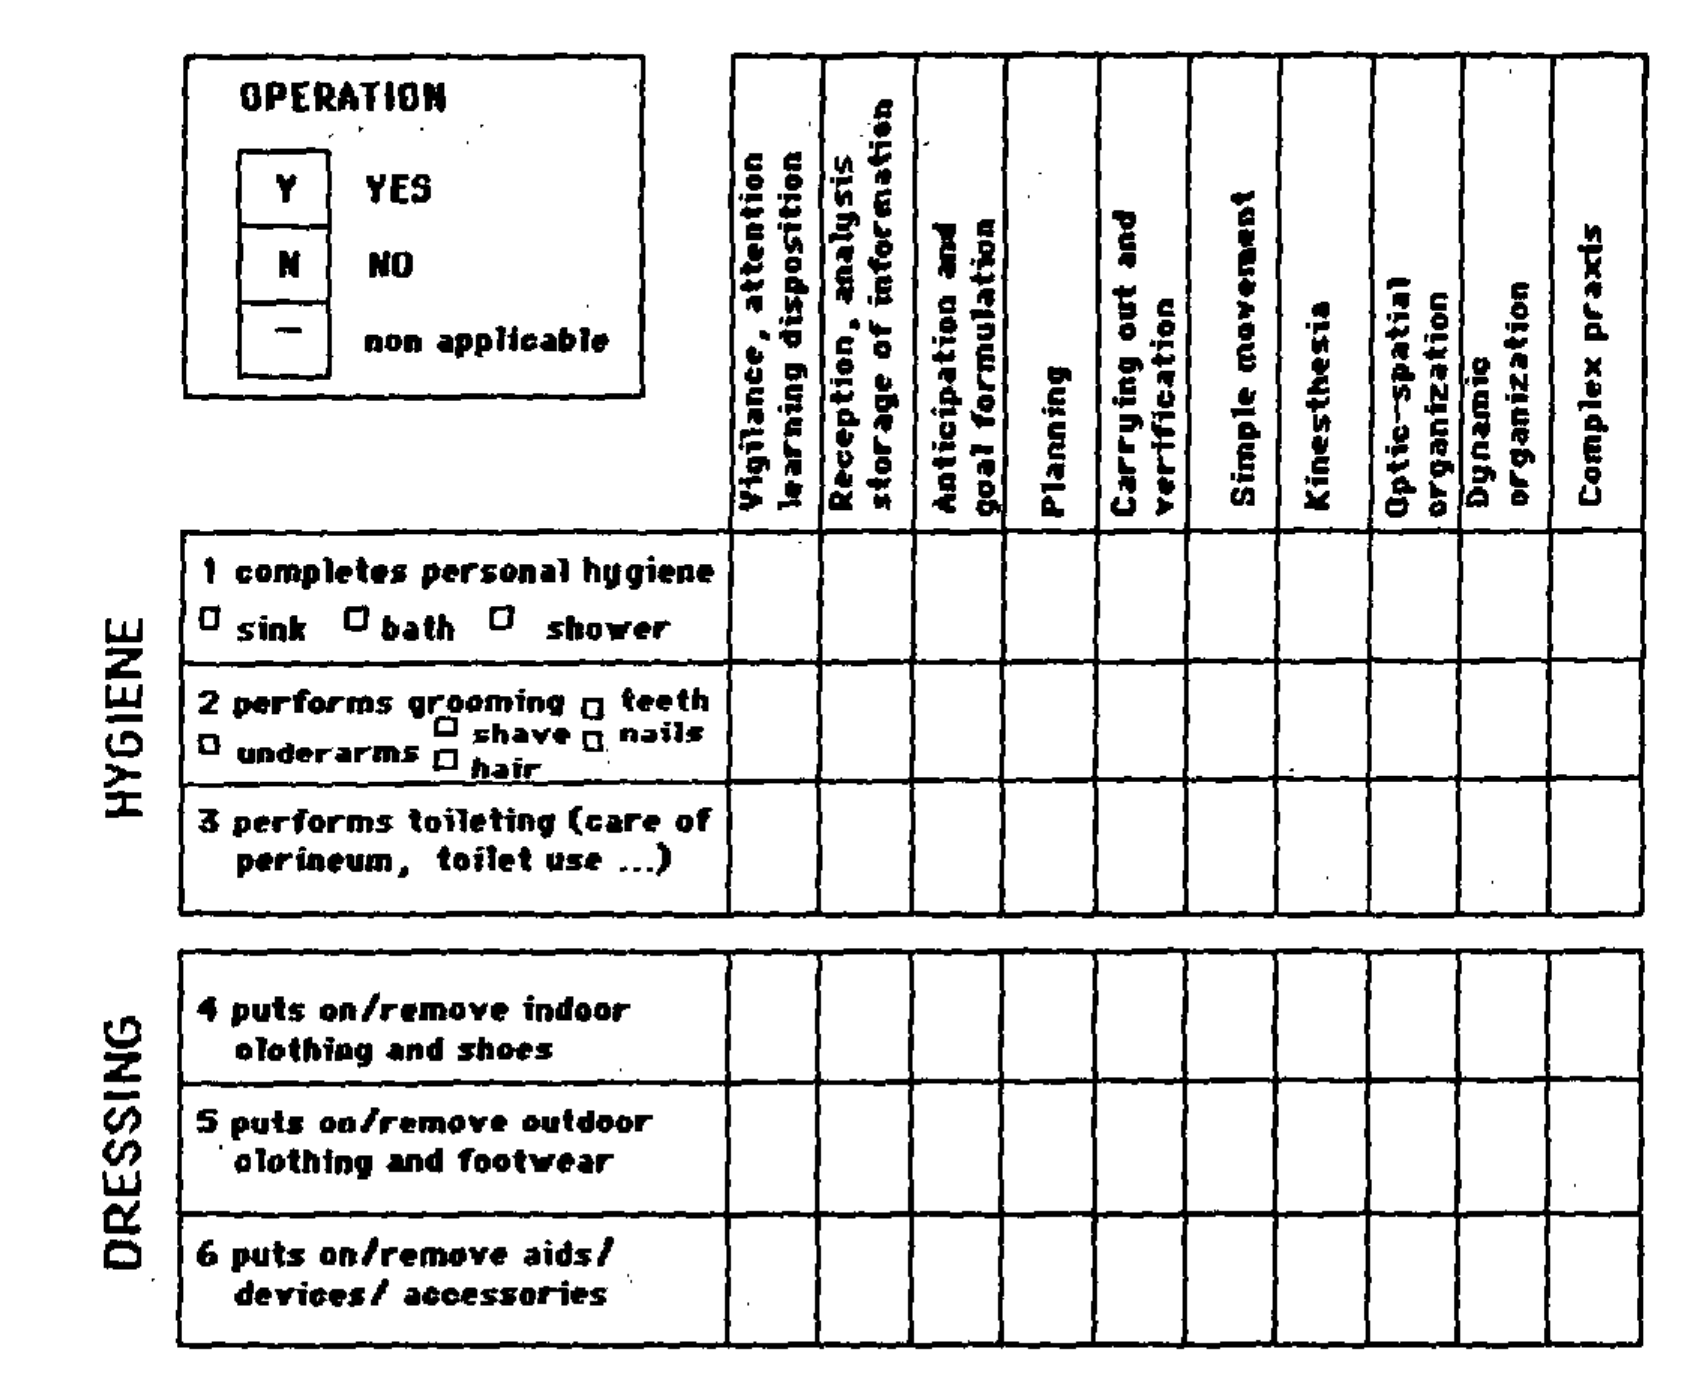 OPERATION
Y YES
N NO
– non applicable
Vigilance, attention
learning disposition
Reception, analysis
storage of information
Anticipation and
goal formulation
Planning
Carrying out and
verification
Simple movement
Kinesthesia
Optic-spatial
organization
Dynamic
organization
Complex praxis
HYGIENE
1 completes personal hygiene
sink bath shower
2 performs grooming teeth
shave nails
underarms
hair
3 performs toileting (care of
perineum, toilet use ...)
DRESSING
4 puts on/remove indoor
clothing and shoes
5 puts on/remove outdoor
clothing and footwear
6 puts on/remove aids/
devices/ accessories